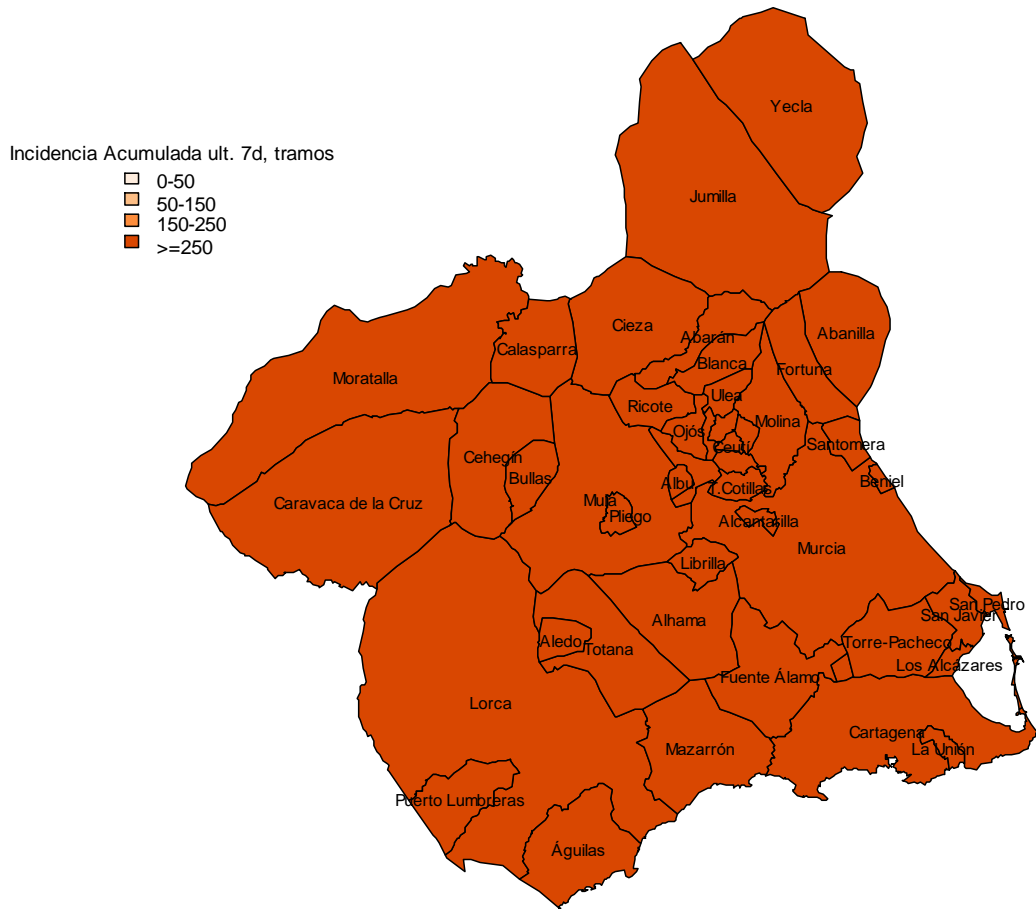 Incidencia Acumulada ult. 7d, tramos
0-50
50-150
150-250
>=250
Yecla
Jumilla
Cieza
Abarán
Abanilla
Calasparra
Blanca
Fortuna
Moratalla
Ulea
Ricote
Molina
Ojós
Santomera
Ceutí
Cehegín
Bullas
Albu
T.Cotillas
Beniel
Caravaca de la Cruz
Mula
Pliego
Alcantarilla
Murcia
Librilla
San Pedro
San Javier
Alhama
Aledo
Totana
Torre-Pacheco
Los Alcázares
Fuente Álamo
Lorca
Cartagena
Mazarrón
La Unión
Puerto Lumbreras
Águilas